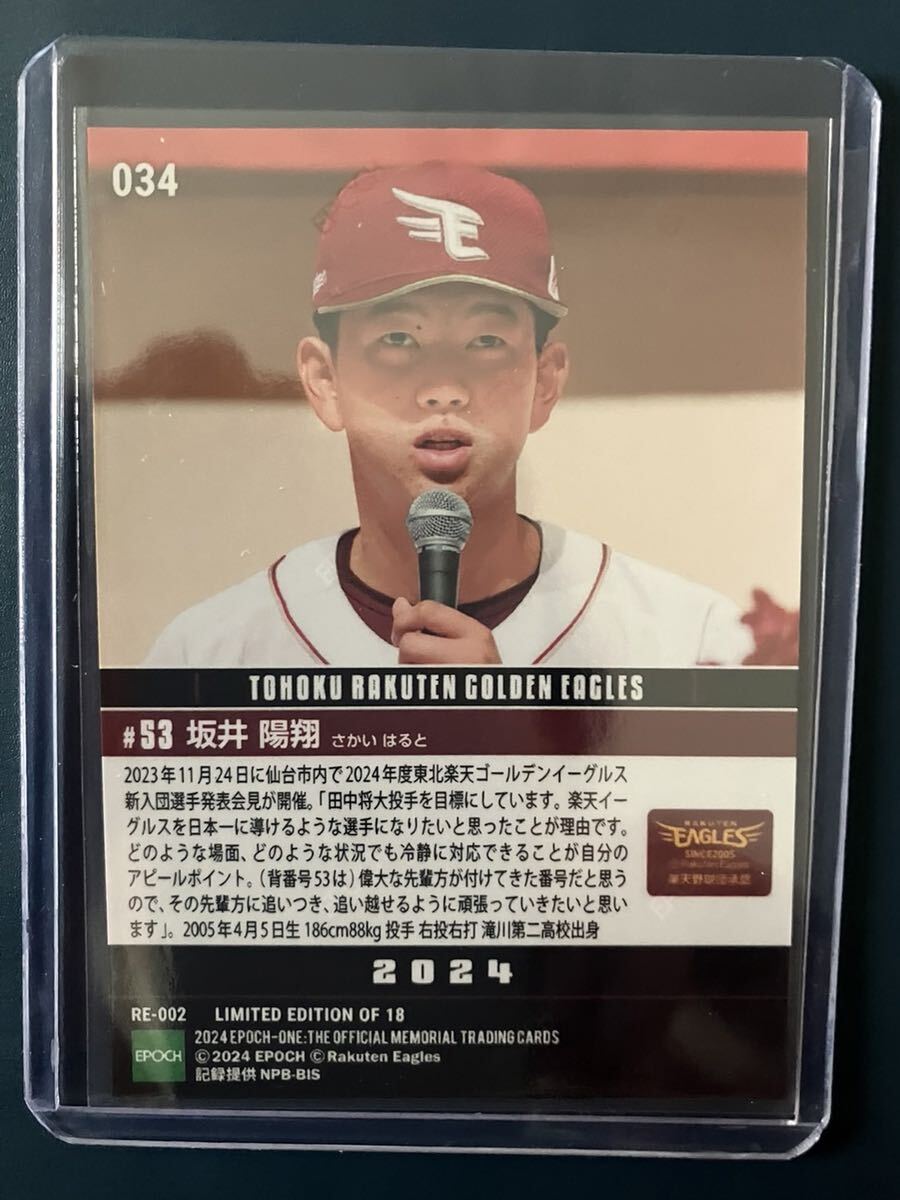 034
TOHOKU RAKUTEN GOLDEN EAGLES
#53 坂井 陽翔 さかい はると
2023年11月24日に仙台市内で2024年度東北楽天ゴールデンイーグルス
新入団選手発表会見が開催。「田中将大投手を目標にしています。楽天イー
グルスを日本一に導けるような選手になりたいと思ったことが理由です。
どのような場面、どのような状況でも冷静に対応できることが自分の
アピールポイント。（背番号53は）偉大な先輩方が付けてきた番号だと思う
ので、その先輩方に追いつき、追い越せるように頑張っていきたいと思い
ます」。2005年4月5日生 186cm88kg 投手 右投右打 滝川第二高校出身
RAKUTEN
EAGLES
SINCE2005
©Rakuten Eagles
楽天野球団承認
2024
RE-002 LIMITED EDITION OF 18
EPOCH
2024 EPOCH-ONE:THE OFFICIAL MEMORIAL TRADING CARDS
©2024 EPOCH ©Rakuten Eagles
記録提供 NPB-BIS